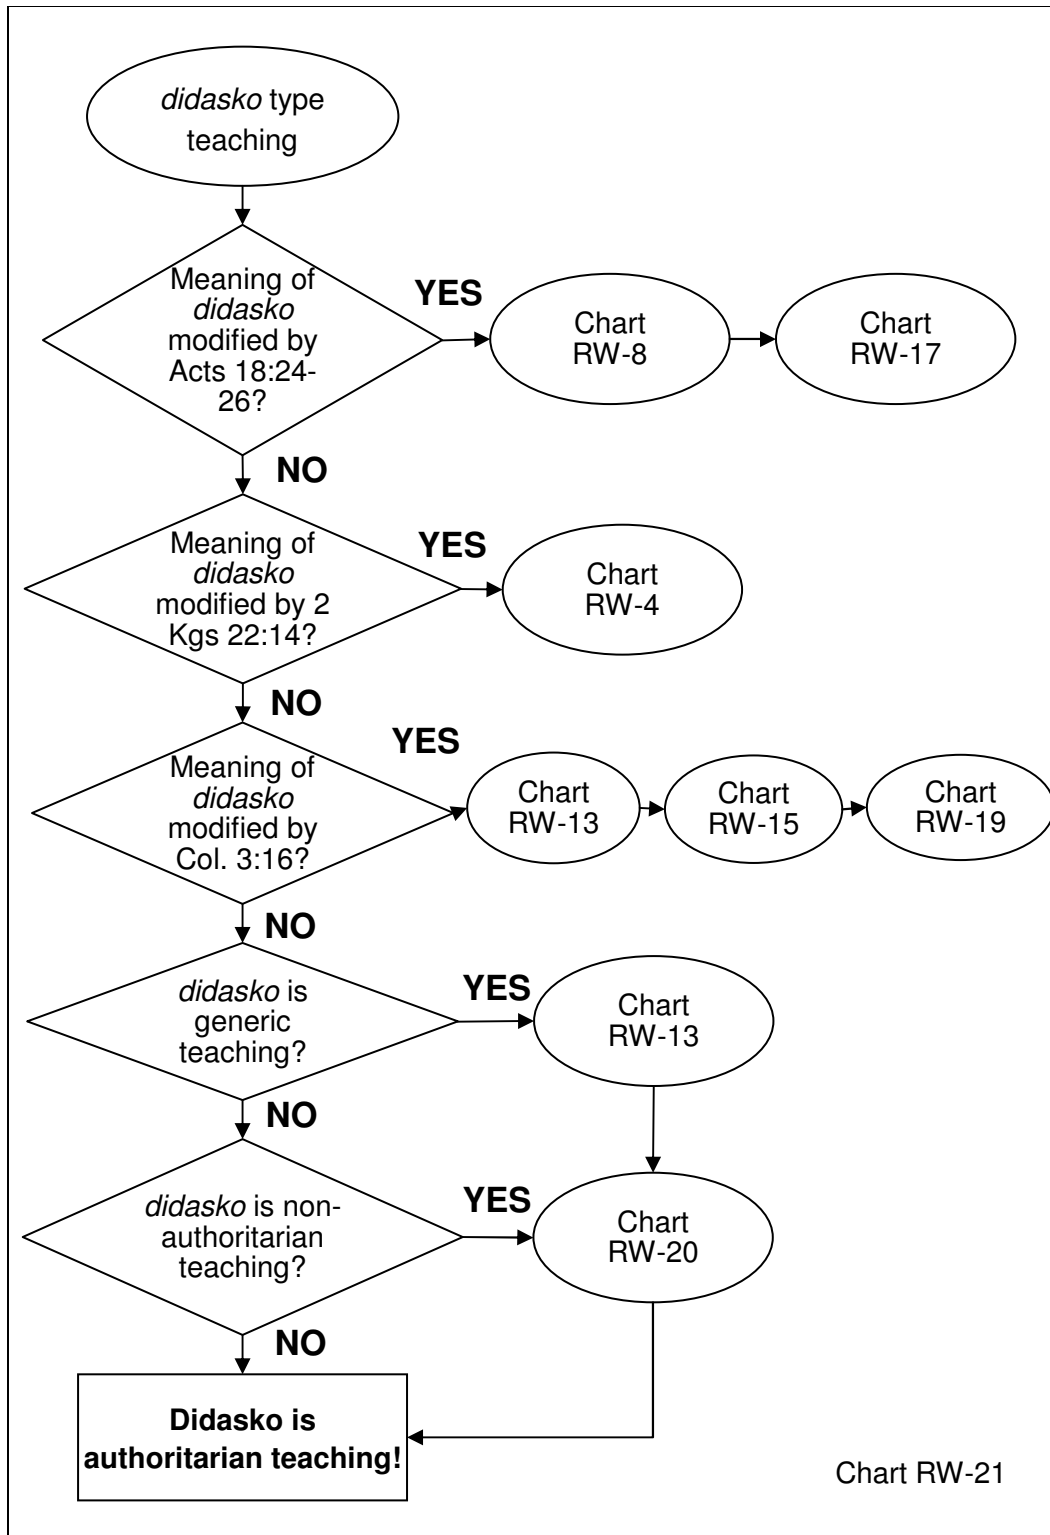 didasko type
teaching
Meaning of
didasko
modified by
Acts 18:24-
26?
YES
Chart
RW-8
Chart
RW-17
NO
Meaning of
didasko
modified by 2
Kgs 22:14?
YES
Chart
RW-4
NO
Meaning of
didasko
modified by
Col. 3:16?
YES
Chart
RW-13
Chart
RW-15
Chart
RW-19
NO
didasko is
generic
teaching?
YES
Chart
RW-13
NO
didasko is non-
authoritarian
teaching?
YES
Chart
RW-20
NO
Didasko is
authoritarian teaching!
Chart RW-21